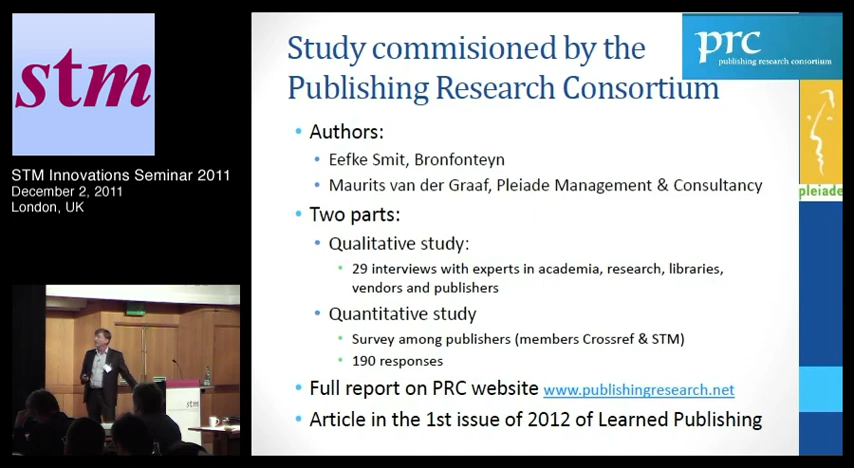 stm
STM Innovations Seminar 2011
December 2, 2011
London, UK
stm
prc
publishing research consortium
pleiade
Study commisioned by the
Publishing Research Consortium
• Authors:
• Eefke Smit, Bronfonteyn
• Maurits van der Graaf, Pleiade Management & Consultancy
• Two parts:
• Qualitative study:
• 29 interviews with experts in academia, research, libraries,
vendors and publishers
• Quantitative study
• Survey among publishers (members Crossref & STM)
• 190 responses
• Full report on PRC website www.publishingresearch.net
• Article in the 1st issue of 2012 of Learned Publishing